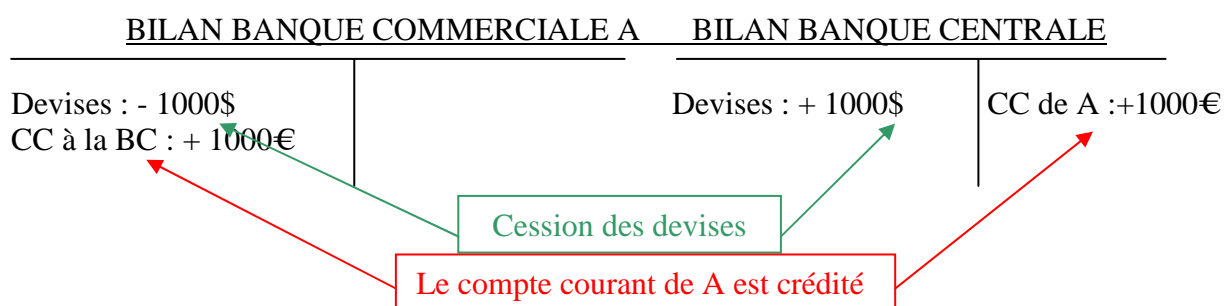 BILAN BANQUE COMMERCIALE A BILAN BANQUE CENTRALE
Devises : - 1000$
CC à la BC : + 1000€
Devises : + 1000$
CC de A :+1000€
Cession des devises
Le compte courant de A est crédité